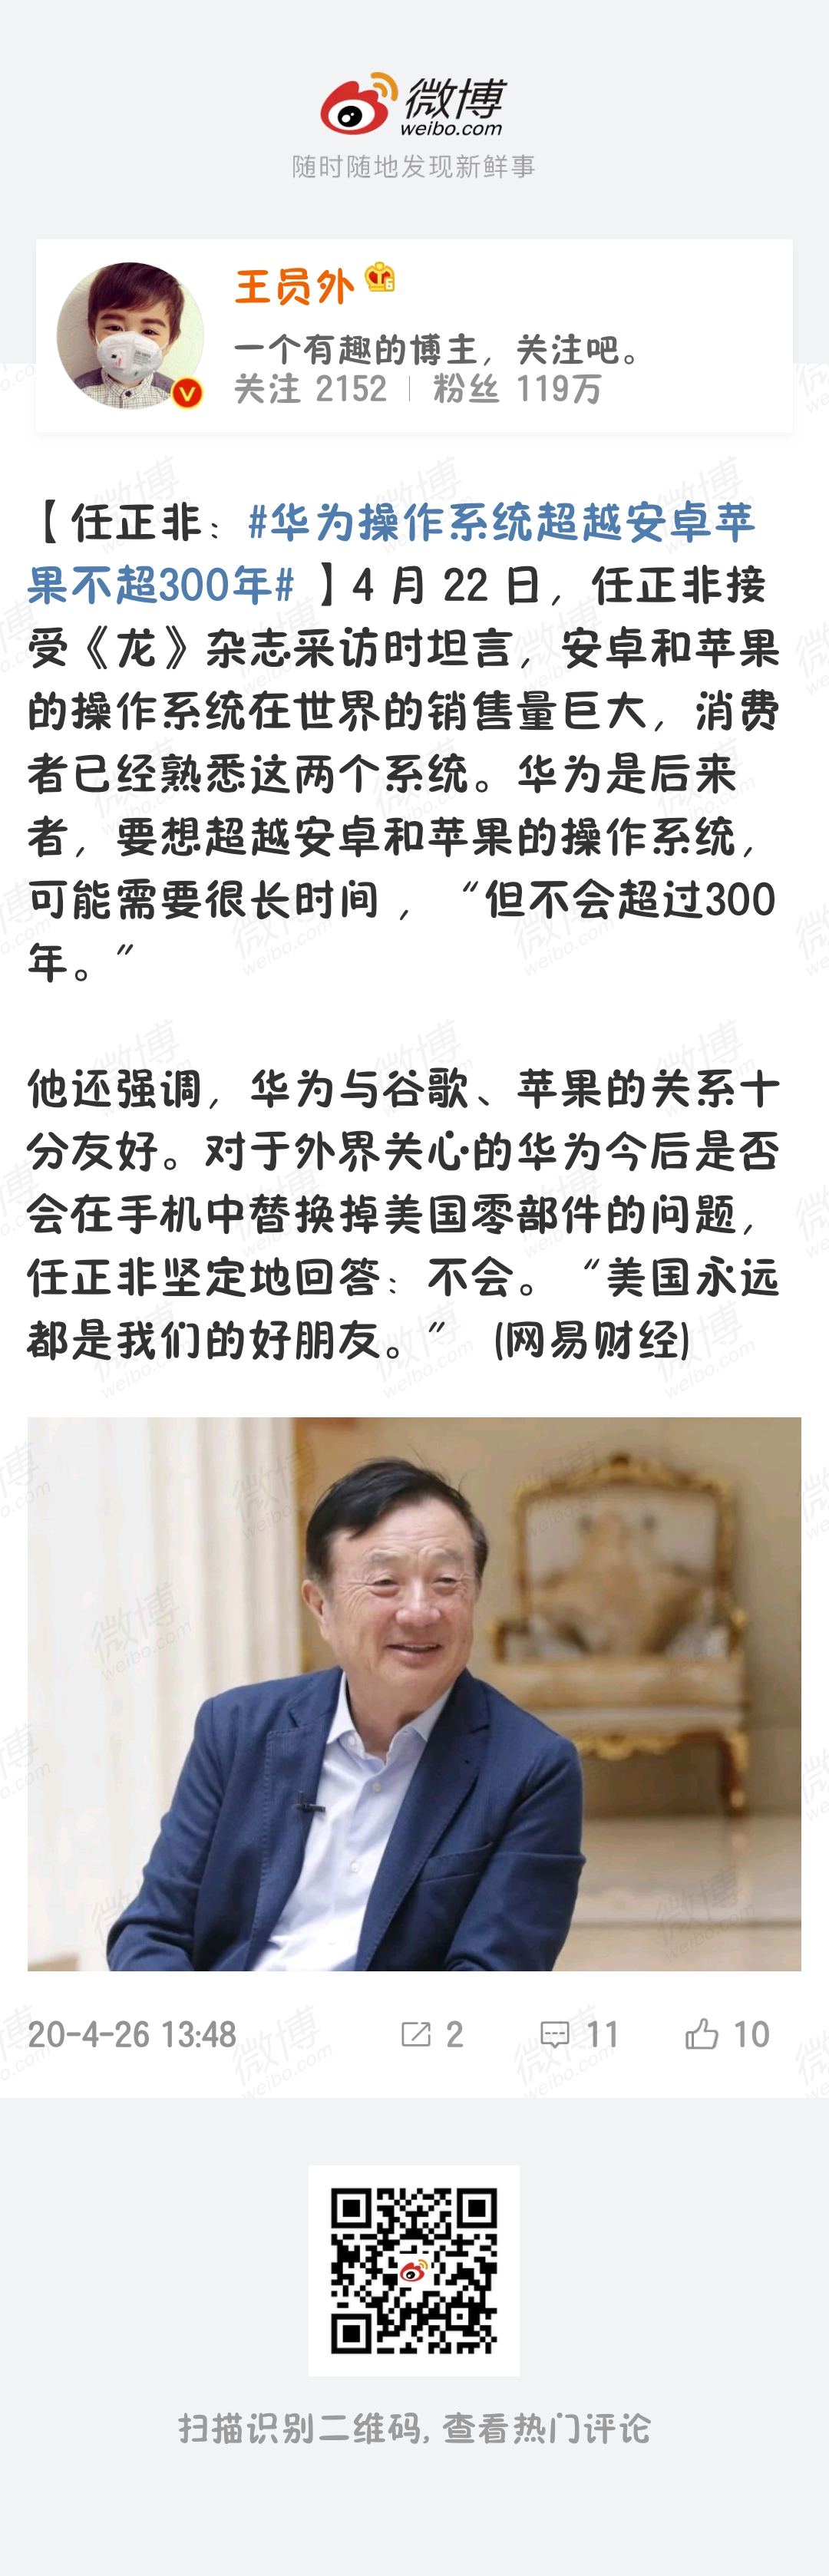 微博
weibo.com
随时随地发现新鲜事
王员外
一个有趣的博主，关注吧。
关注 2152 | 粉丝 119万
【任正非：#华为操作系统超越安卓苹
果不超300年#】4 月 22 日，任正非接
受《龙》杂志采访时坦言，安卓和苹果
的操作系统在世界的销售量巨大，消费
者已经熟悉这两个系统。华为是后来
者，要想超越安卓和苹果的操作系统，
可能需要很长时间 ，“但不会超过300
年。”
他还强调，华为与谷歌、苹果的关系十
分友好。对于外界关心的华为今后是否
会在手机中替换掉美国零部件的问题，
任正非坚定地回答：不会。“美国永远
都是我们的好朋友。” (网易财经)
20-4-26 13:48 2 11 10
扫描识别二维码, 查看热门评论